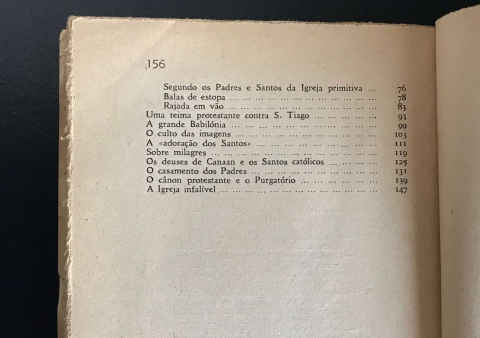 156
Segundo os Padres e Santos da Igreja primitiva ... 76
Balas de estopa ... ... ... ... ... ... ... ... ... 78
Rajada em vão ... ... ... ... ... ... ... ... ... 83
Uma teima protestante contra S. Tiago ... ... ... ... 93
A grande Babilónia ... ... ... ... ... ... ... ... ... 99
O culto das imagens ... ... ... ... ... ... ... ... ... 103
A «adoração dos Santos» ... ... ... ... ... ... ... ... 111
Sobre milagres ... ... ... ... ... ... ... ... ... ... 119
Os deuses de Canaan e os Santos católicos ... ... ... 125
O casamento dos Padres ... ... ... ... ... ... ... ... 131
O cânon protestante e o Purgatório ... ... ... ... ... 139
A Igreja infalível ... ... ... ... ... ... ... ... ... 147